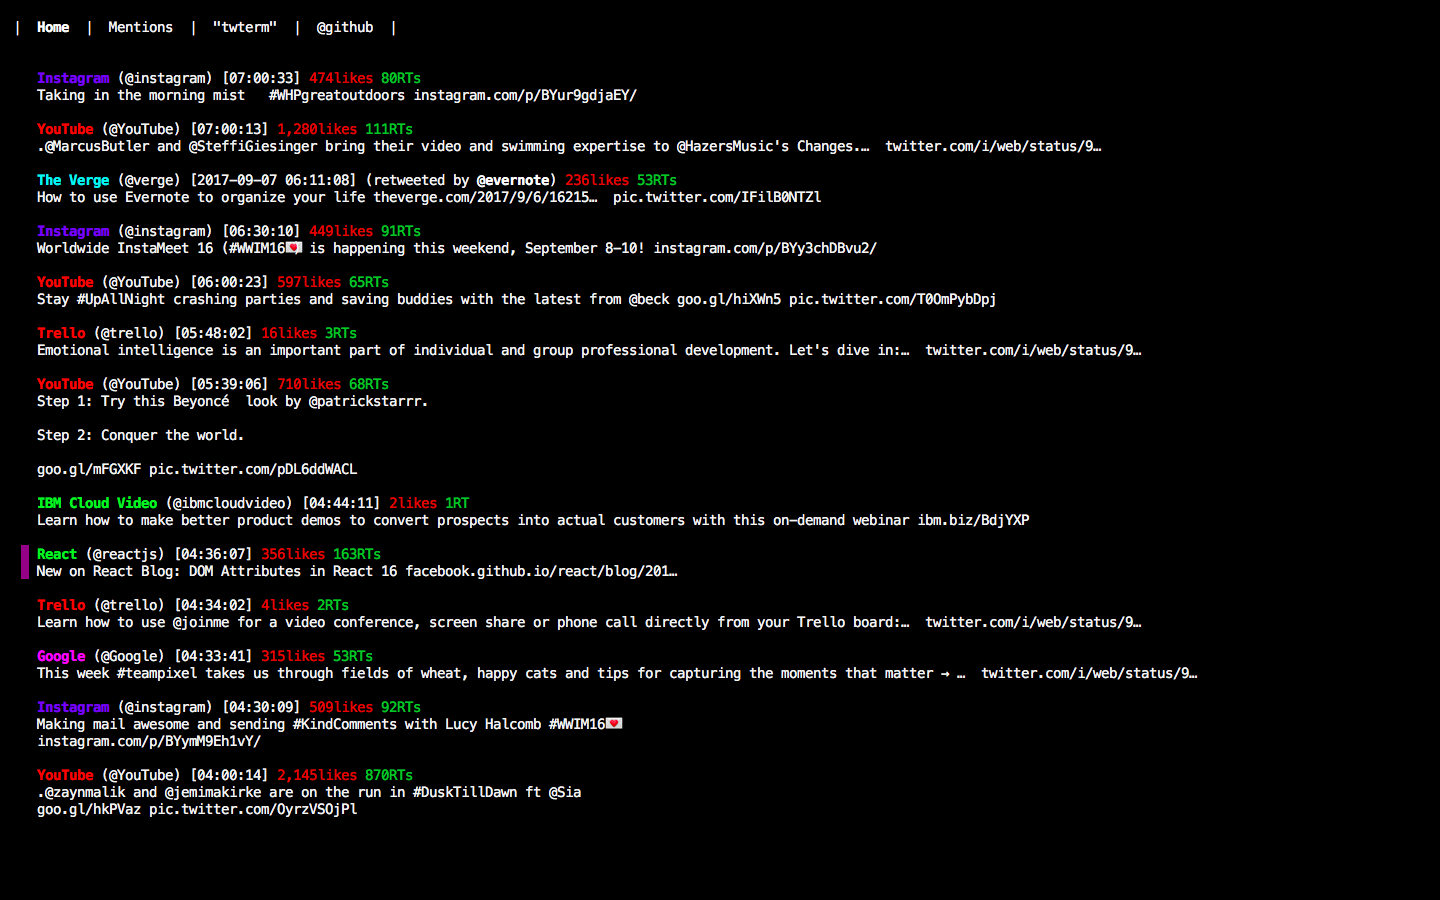 | Home | Mentions | "twterm" | @github |
Instagram (@instagram) [07:00:33] 474likes 80RTs
Taking in the morning mist   #WHPgreatoutdoors instagram.com/p/BYur9gdjaEY/
YouTube (@YouTube) [07:00:13] 1,280likes 111RTs
.@MarcusButler and @SteffiGiesinger bring their video and swimming expertise to @HazersMusic's Changes.…  twitter.com/i/web/status/9…
The Verge (@verge) [2017-09-07 06:11:08] (retweeted by @evernote) 236likes 53RTs
How to use Evernote to organize your life theverge.com/2017/9/6/16215…  pic.twitter.com/IFilB0NTZl
Instagram (@instagram) [06:30:10] 449likes 91RTs
Worldwide InstaMeet 16 (#WWIM16💌 is happening this weekend, September 8-10! instagram.com/p/BYy3chDBvu2/
YouTube (@YouTube) [06:00:23] 597likes 65RTs
Stay #UpAllNight crashing parties and saving buddies with the latest from @beck goo.gl/hiXWn5 pic.twitter.com/T0OmPybDpj
Trello (@trello) [05:48:02] 16likes 3RTs
Emotional intelligence is an important part of individual and group professional development. Let's dive in:…  twitter.com/i/web/status/9…
YouTube (@YouTube) [05:39:06] 710likes 68RTs
Step 1: Try this Beyoncé  look by @patrickstarrr.
Step 2: Conquer the world.
goo.gl/mFGXKF pic.twitter.com/pDL6ddWACL
IBM Cloud Video (@ibmcloudvideo) [04:44:11] 2likes 1RT
Learn how to make better product demos to convert prospects into actual customers with this on-demand webinar ibm.biz/BdjYXP
React (@reactjs) [04:36:07] 356likes 163RTs
New on React Blog: DOM Attributes in React 16 facebook.github.io/react/blog/201…
Trello (@trello) [04:34:02] 4likes 2RTs
Learn how to use @joinme for a video conference, screen share or phone call directly from your Trello board:…  twitter.com/i/web/status/9…
Google (@Google) [04:33:41] 315likes 53RTs
This week #teampixel takes us through fields of wheat, happy cats and tips for capturing the moments that matter → …  twitter.com/i/web/status/9…
Instagram (@instagram) [04:30:09] 509likes 92RTs
Making mail awesome and sending #KindComments with Lucy Halcomb #WWIM16💌
instagram.com/p/BYymM9Eh1vY/
YouTube (@YouTube) [04:00:14] 2,145likes 870RTs
.@zaynmalik and @jemimakirke are on the run in #DuskTillDawn ft @Sia
goo.gl/hkPVaz pic.twitter.com/OyrzVSOjPl